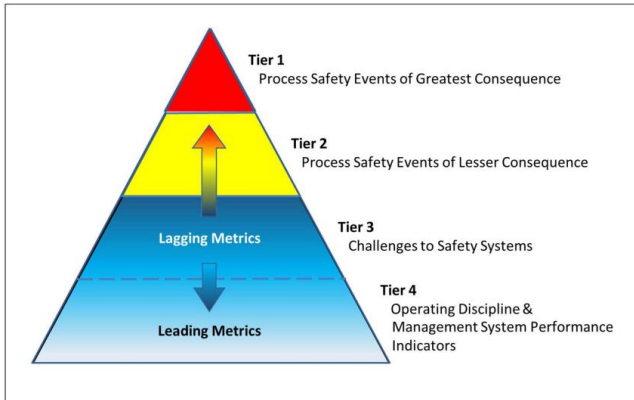 Tier 1
Process Safety Events of Greatest Consequence
Tier 2
Process Safety Events of Lesser Consequence
Lagging Metrics
Tier 3
Challenges to Safety Systems
Tier 4
Operating Discipline &
Management System Performance
Indicators
Leading Metrics